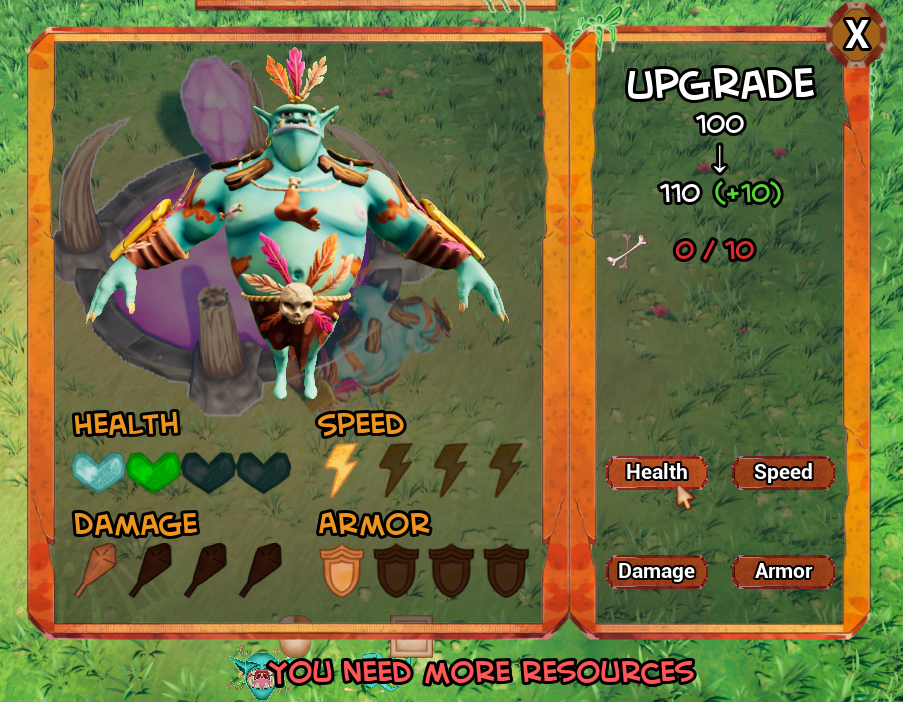 X
UPGRADE
100
↓
110 (+10)
0 / 10
HEALTH
SPEED
DAMAGE
ARMOR
Health
Speed
Damage
Armor
YOU NEED MORE RESOURCES